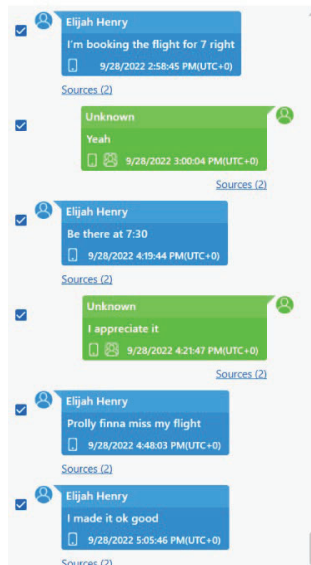 Elijah Henry
I'm booking the flight for 7 right
9/28/2022 2:58:45 PM(UTC+0)
Sources (2)
Unknown
Yeah
9/28/2022 3:00:04 PM(UTC+0)
Sources (2)
Elijah Henry
Be there at 7:30
9/28/2022 4:19:44 PM(UTC+0)
Sources (2)
Unknown
I appreciate it
9/28/2022 4:21:47 PM(UTC+0)
Sources (2)
Elijah Henry
Prolly finna miss my flight
9/28/2022 4:48:03 PM(UTC+0)
Sources (2)
Elijah Henry
I made it ok good
9/28/2022 5:05:46 PM(UTC+0)
Sources (2)